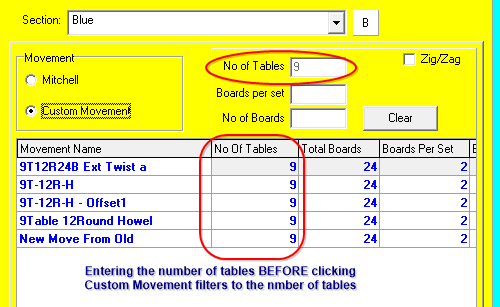 Section: Blue B
Movement
Mitchell
Custom Movement
No of Tables 9
Zig/Zag
Boards per set
No of Boards
Clear
Movement Name No Of Tables Total Boards Boards Per Set
9T12R24B Ext Twist a 9 24 2
9T-12R-H 9 24 2
9T-12R-H - Offset1 9 24 2
9Table 12Round Howel 9 24 2
New Move From Old 9 24 2
Entering the number of tables BEFORE clicking
Custom Movement filters to the nmber of tables